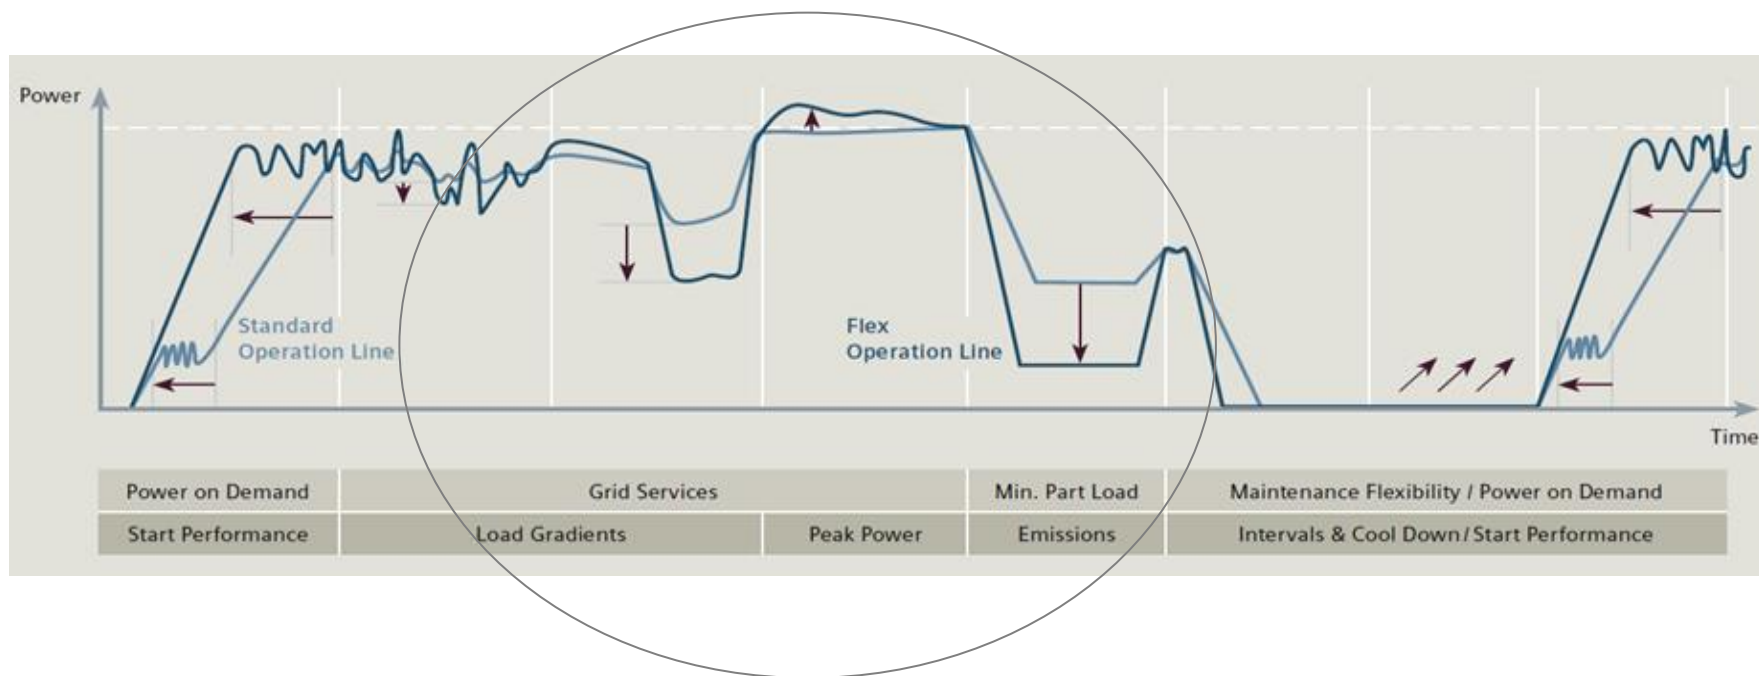 Power
Standard
Operation Line
Flex
Operation Line
Time
Power on Demand
Grid Services
Min. Part Load
Maintenance Flexibility / Power on Demand
Start Performance
Load Gradients
Peak Power
Emissions
Intervals & Cool Down / Start Performance